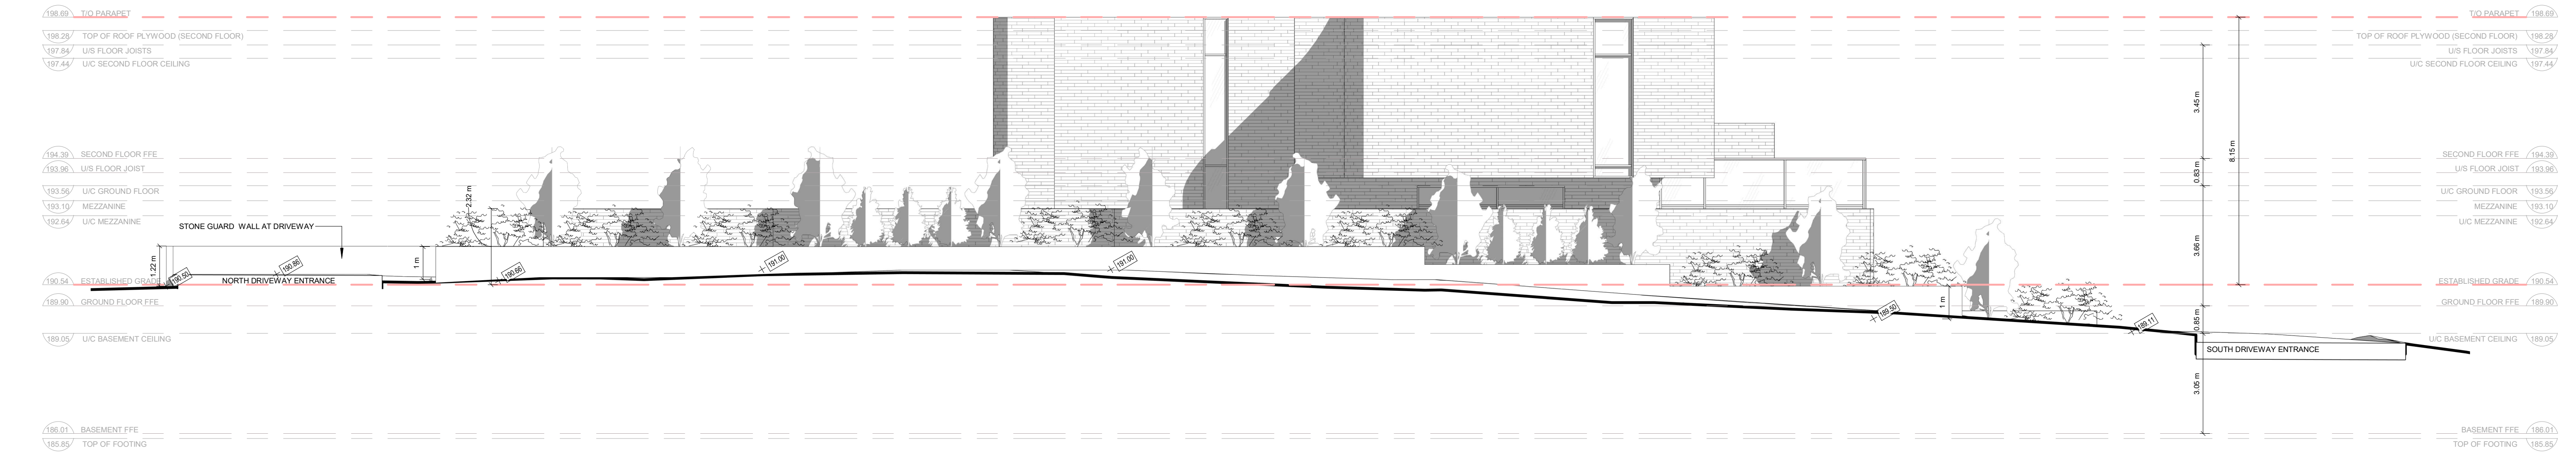 198.69 T/O PARAPET
198.28 TOP OF ROOF PLYWOOD (SECOND FLOOR)
197.84 U/S FLOOR JOISTS
197.44 U/C SECOND FLOOR CEILING
194.39 SECOND FLOOR FFE
193.96 U/S FLOOR JOIST
193.56 U/C GROUND FLOOR
193.10 MEZZANINE
192.64 U/C MEZZANINE
190.54 ESTABLISHED GRADE
189.90 GROUND FLOOR FFE
189.05 U/C BASEMENT CEILING
186.01 BASEMENT FFE
185.85 TOP OF FOOTING
STONE GUARD WALL AT DRIVEWAY
1.22 m
190.50
190.86
NORTH DRIVEWAY ENTRANCE
1 m
2.32 m
190.66
191.00
191.00
189.50
1 m
189.11
SOUTH DRIVEWAY ENTRANCE
3.45 m
0.83 m
3.66 m
0.85 m
3.05 m
8.15 m
T/O PARAPET 198.69
TOP OF ROOF PLYWOOD (SECOND FLOOR) 198.28
U/S FLOOR JOISTS 197.84
U/C SECOND FLOOR CEILING 197.44
SECOND FLOOR FFE 194.39
U/S FLOOR JOIST 193.96
U/C GROUND FLOOR 193.56
MEZZANINE 193.10
U/C MEZZANINE 192.64
ESTABLISHED GRADE 190.54
GROUND FLOOR FFE 189.90
U/C BASEMENT CEILING 189.05
BASEMENT FFE 186.01
TOP OF FOOTING 185.85